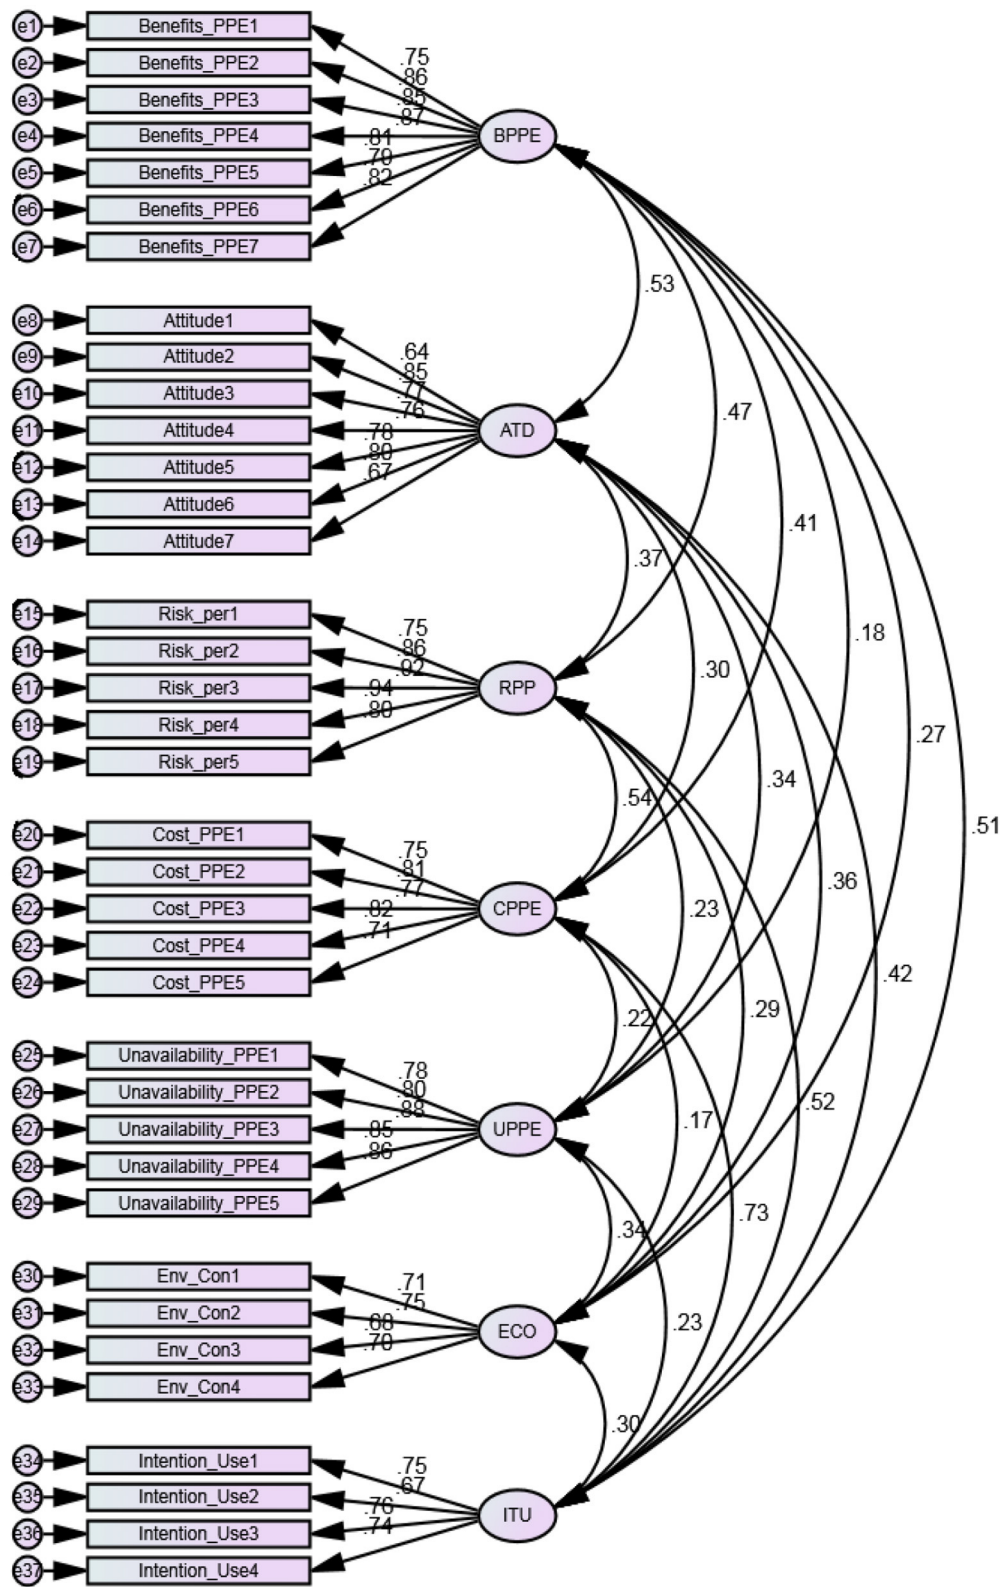 e1 Benefits_PPE1
.75
e2 Benefits_PPE2
.86
e3 Benefits_PPE3
.85
.87
e4 Benefits_PPE4
BPPE
.81
e5 Benefits_PPE5
.79
.82
e6 Benefits_PPE6
e7 Benefits_PPE7
.53
e8 Attitude1
.64
e9 Attitude2
.85
e10 Attitude3
.77
.76
.47
e11 Attitude4
ATD
.78
e12 Attitude5
.80
.67
e13 Attitude6
.41
e14 Attitude7
.37
e15 Risk_per1
.75
.18
e16 Risk_per2
.86
.92
.30
e17 Risk_per3
RPP
.94
e18 Risk_per4
.80
.27
e19 Risk_per5
.34
.54
e20 Cost_PPE1
.51
.75
e21 Cost_PPE2
.81
.36
.77
e22 Cost_PPE3
CPPE
.23
e23 Cost_PPE4
.71
e24 Cost_PPE5
.42
.29
.22
e25 Unavailability_PPE1
.78
e26 Unavailability_PPE2
.80
.52
.88
e27 Unavailability_PPE3
UPPE
.17
.85
e28 Unavailability_PPE4
.86
e29 Unavailability_PPE5
.73
.34
e30 Env_Con1
.71
.75
e31 Env_Con2
.68
.23
ECO
e32 Env_Con3
.70
e33 Env_Con4
.30
e34 Intention_Use1
.75
.67
e35 Intention_Use2
.76
ITU
e36 Intention_Use3
.74
e37 Intention_Use4